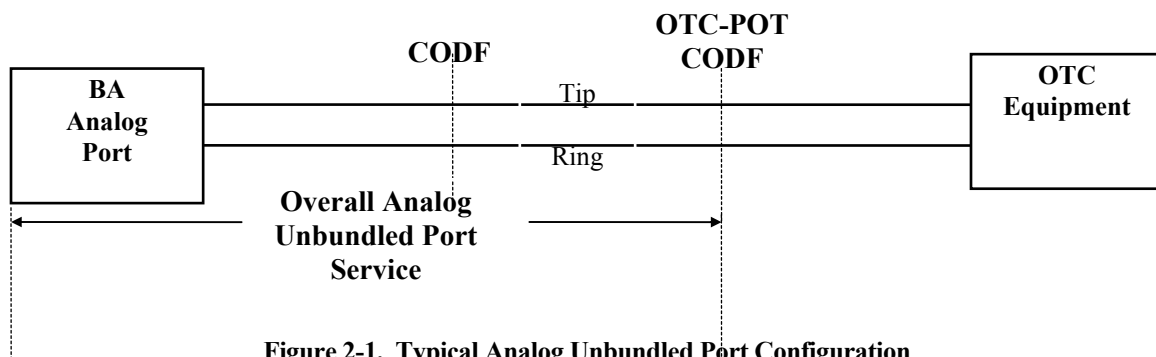 CODF
OTC-POT
CODF
BA
Analog
Port
Tip
Ring
OTC
Equipment
Overall Analog
Unbundled Port
Service
Figure 2-1. Typical Analog Unbundled Port Configuration